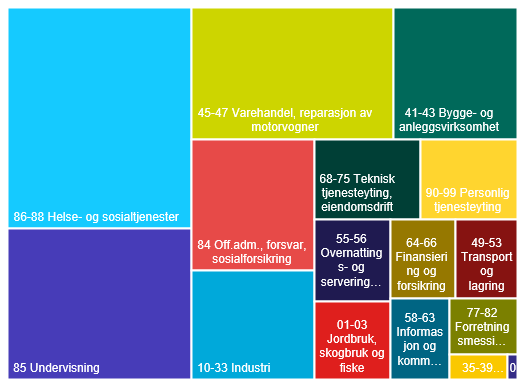 86-88 Helse- og sosialtjenester
85 Undervisning
45-47 Varehandel, reparasjon av
motorvogner
41-43 Bygge- og
anleggsvirksomhet
84 Off.adm., forsvar,
sosialforsikring
10-33 Industri
68-75 Teknisk
tjenesteyting,
eiendomsdrift
90-99 Personlig
tjenesteyting
55-56
Overnatting
s- og
servering...
64-66
Finansieri
ng og
forsikring
49-53
Transport
og
lagring
01-03
Jordbruk,
skogbruk og
fiske
58-63
Informas
jon og
komm...
77-82
Forretning
smessi...
35-39...
0